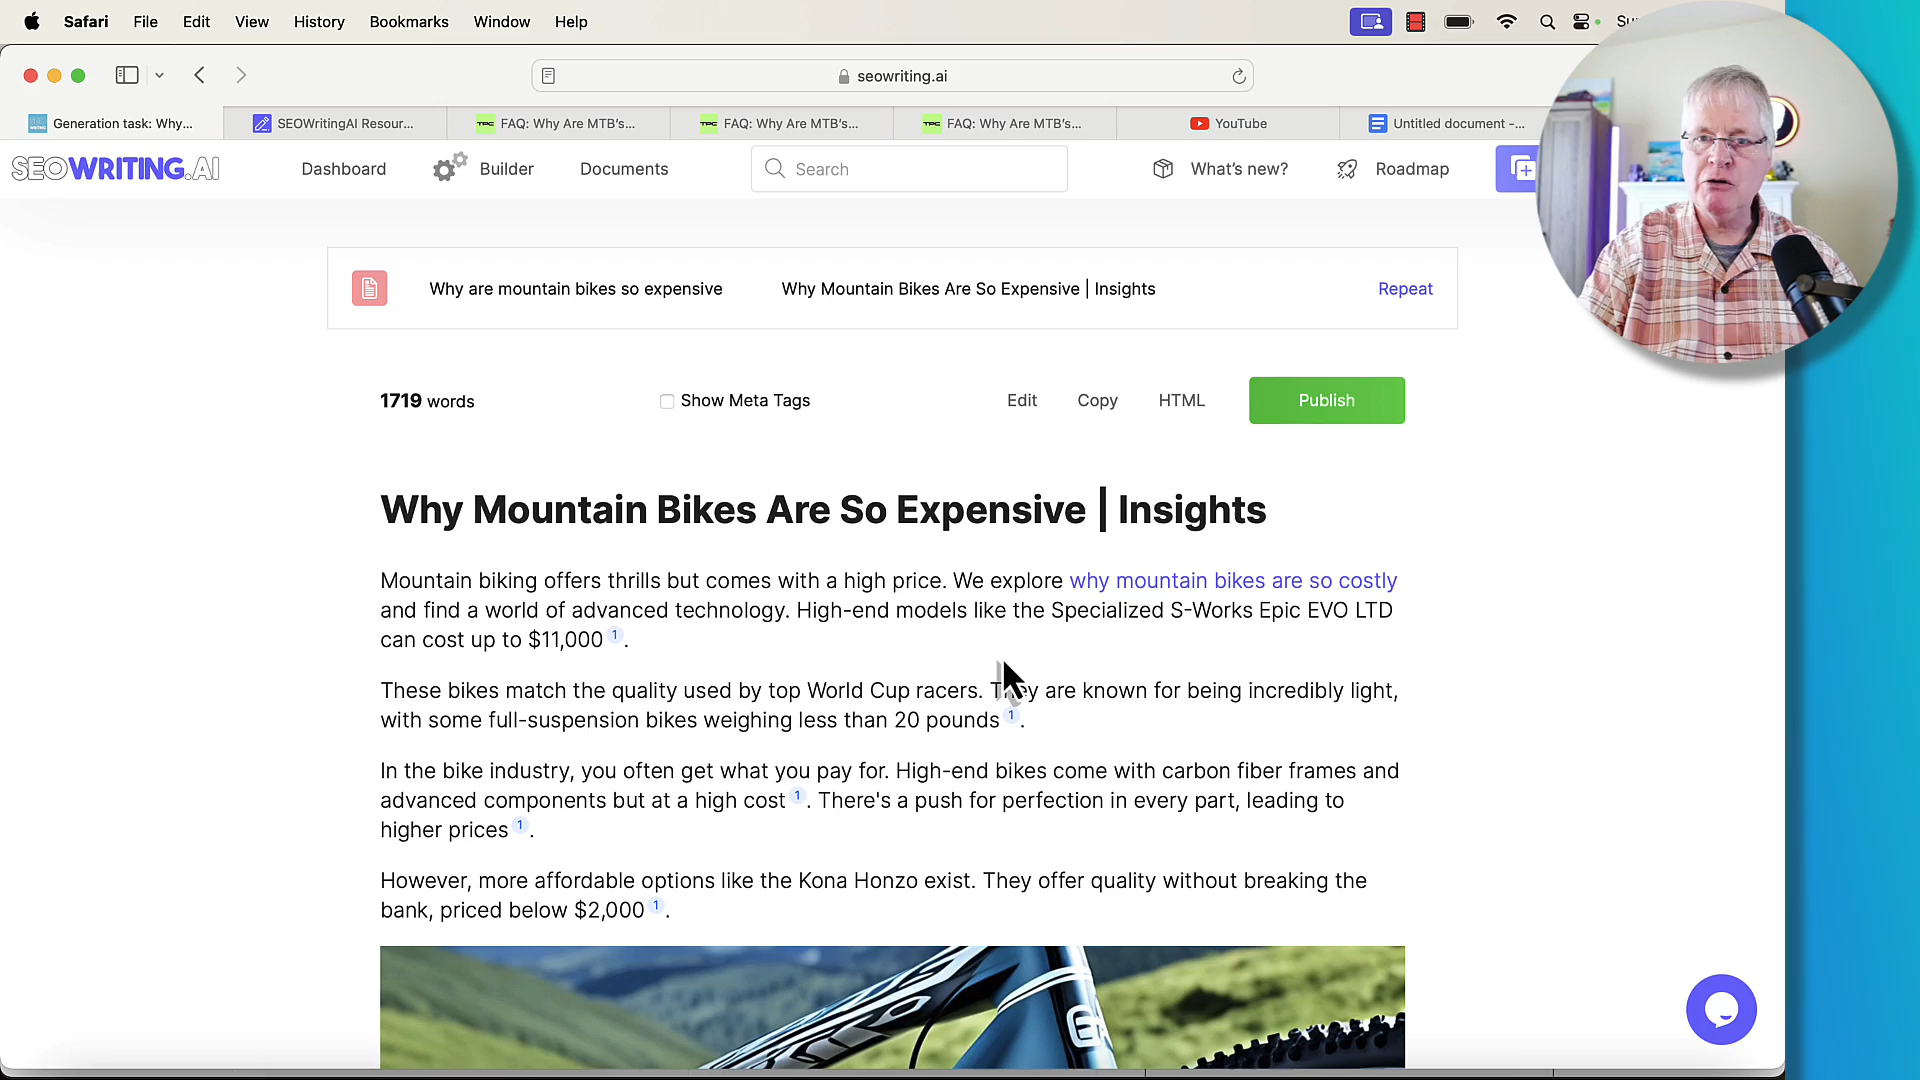 Safari File Edit View History Bookmarks Window Help
seowriting.ai
Generation task: Why... SEOWritingAI Resour... FAQ: Why Are MTB's... FAQ: Why Are MTB's... FAQ: Why Are MTB's... YouTube Untitled document -...
SEOWRITING.AI Dashboard Builder Documents Search What's new? Roadmap
Why are mountain bikes so expensive Why Mountain Bikes Are So Expensive | Insights Repeat
1719 words Show Meta Tags Edit Copy HTML Publish
Why Mountain Bikes Are So Expensive | Insights
Mountain biking offers thrills but comes with a high price. We explore why mountain bikes are so costly
and find a world of advanced technology. High-end models like the Specialized S-Works Epic EVO LTD
can cost up to $11,000 1.
These bikes match the quality used by top World Cup racers. They are known for being incredibly light,
with some full-suspension bikes weighing less than 20 pounds 1.
In the bike industry, you often get what you pay for. High-end bikes come with carbon fiber frames and
advanced components but at a high cost 1. There's a push for perfection in every part, leading to
higher prices 1.
However, more affordable options like the Kona Honzo exist. They offer quality without breaking the
bank, priced below $2,000 1.